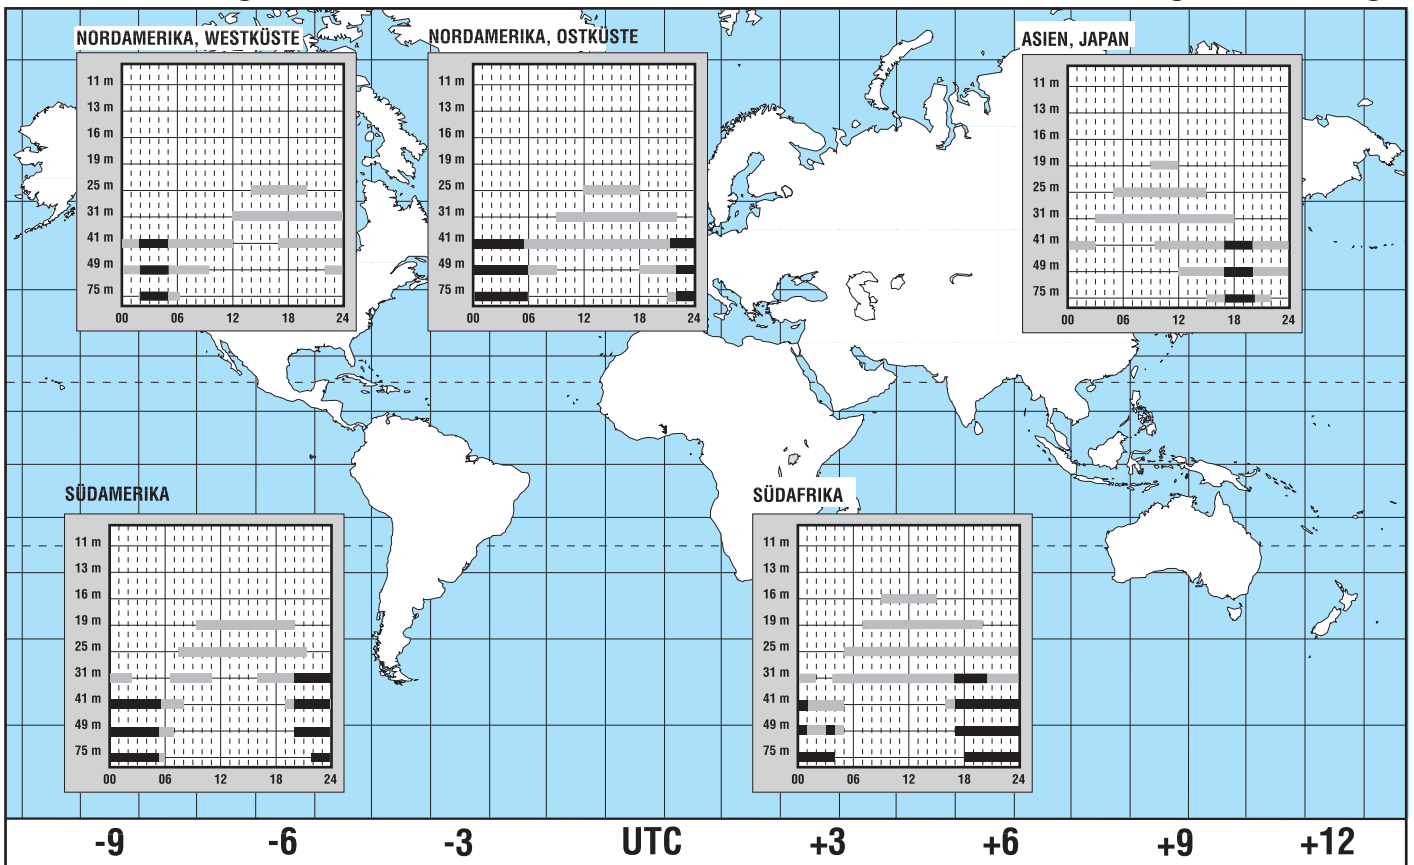 NORDAMERIKA, WESTKÜSTE
11 m
13 m
16 m
19 m
25 m
31 m
41 m
49 m
75 m
00 06 12 18 24
NORDAMERIKA, OSTKÜSTE
11 m
13 m
16 m
19 m
25 m
31 m
41 m
49 m
75 m
00 06 12 18 24
ASIEN, JAPAN
11 m
13 m
16 m
19 m
25 m
31 m
41 m
49 m
75 m
00 06 12 18 24
SÜDAMERIKA
11 m
13 m
16 m
19 m
25 m
31 m
41 m
49 m
75 m
00 06 12 18 24
SÜDAFRIKA
11 m
13 m
16 m
19 m
25 m
31 m
41 m
49 m
75 m
00 06 12 18 24
-9 -6 -3 UTC +3 +6 +9 +12